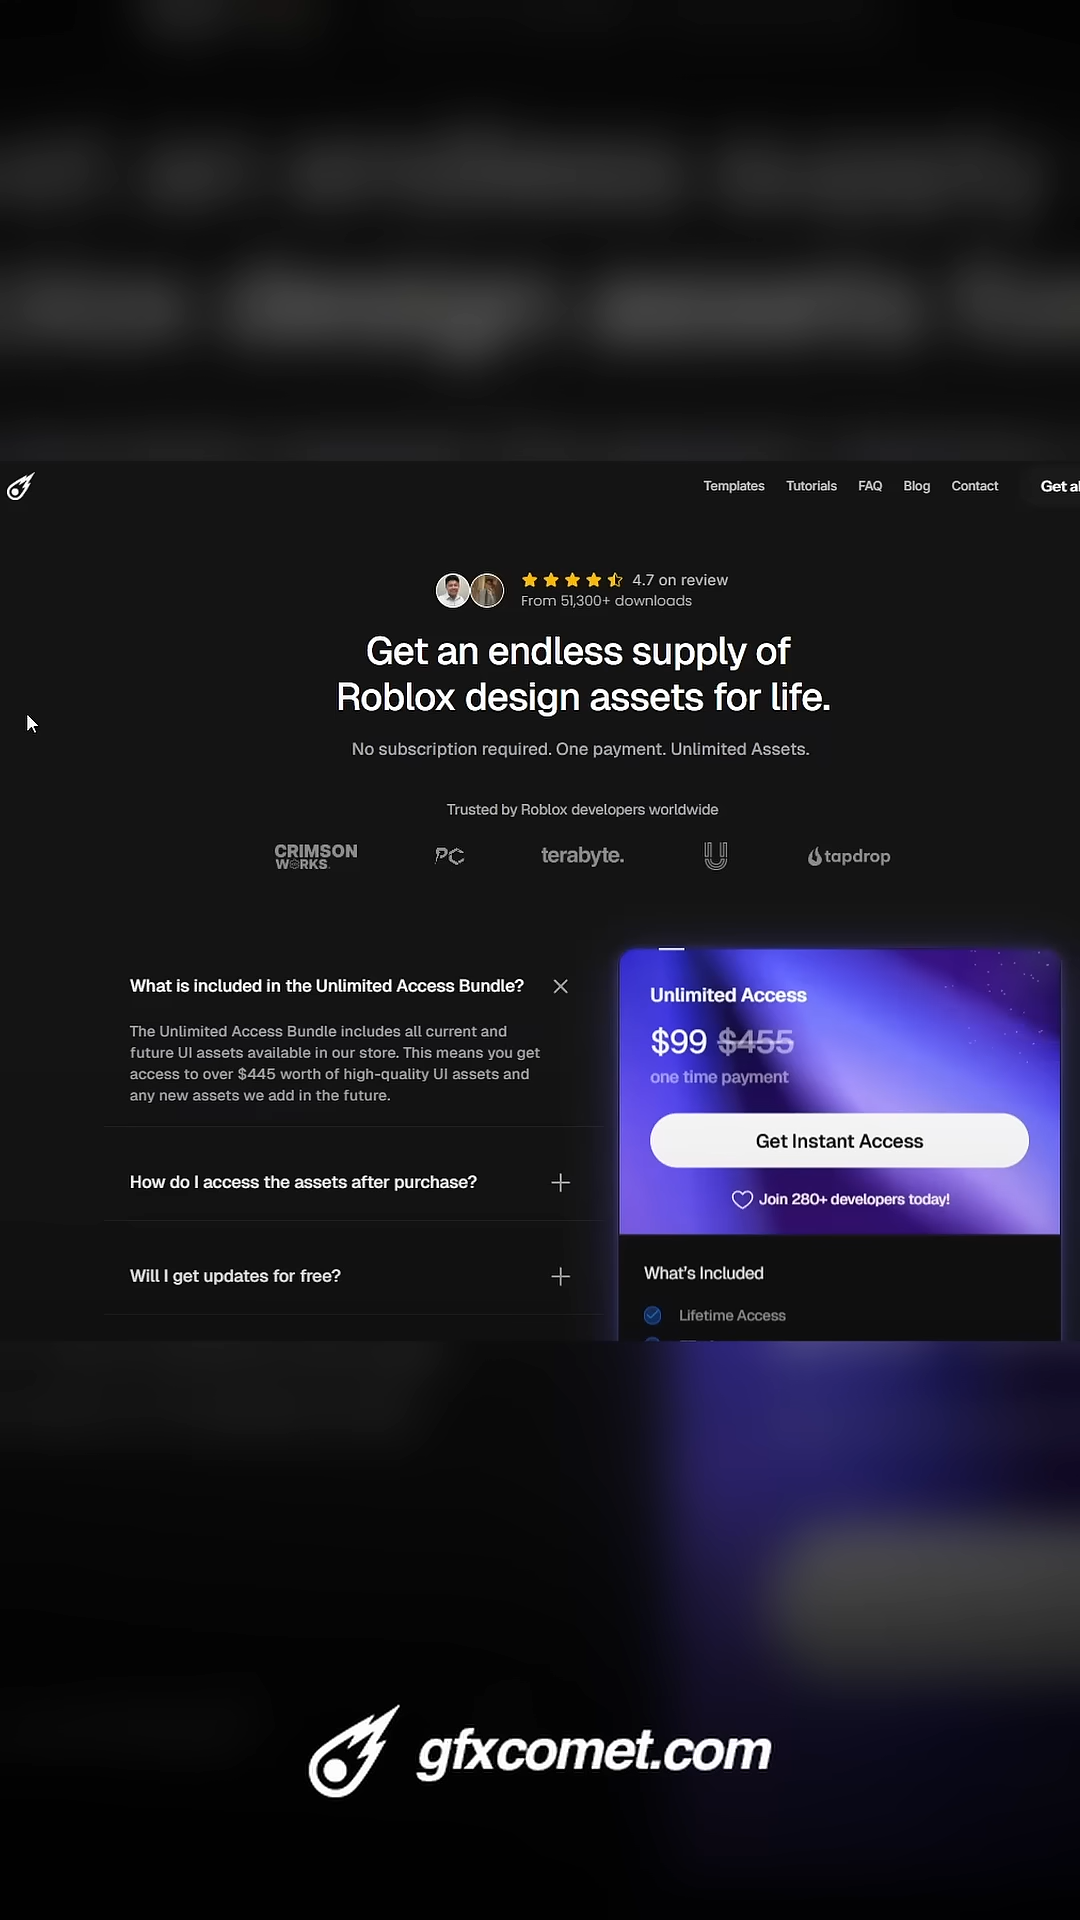 Templates Tutorials FAQ Blog Contact
4.7 on review
From 51,300+ downloads
Get an endless supply of
Roblox design assets for life.
No subscription required. One payment. Unlimited Assets.
Trusted by Roblox developers worldwide
CRIMSON
WORKS.
PC
terabyte.
U
tapdrop
What is included in the Unlimited Access Bundle?
The Unlimited Access Bundle includes all current and
future UI assets available in our store. This means you get
access to over $445 worth of high-quality UI assets and
any new assets we add in the future.
How do I access the assets after purchase?
Will I get updates for free?
Unlimited Access
$99 $455
one time payment
Get Instant Access
Join 280+ developers today!
What's Included
Lifetime Access
gfxcomet.com